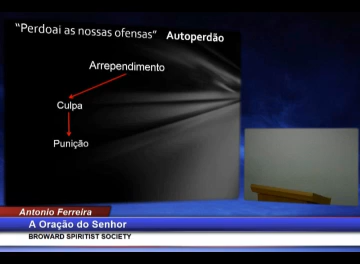 "Perdoai as nossas ofensas" Autoperdão
Arrependimento
Culpa
Punição
Antonio Ferreira
A Oração do Senhor
BROWARD SPIRITIST SOCIETY